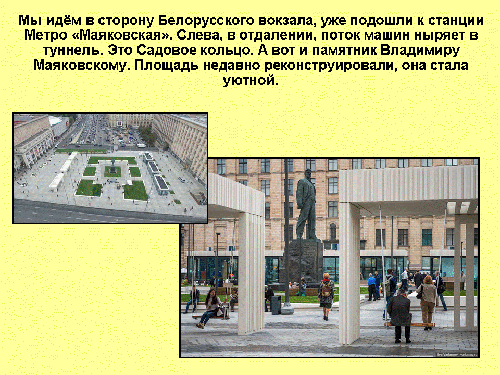 Мы идём в сторону Белорусского вокзала, уже подошли к станции
Метро «Маяковская». Слева, в отдалении, поток машин ныряет в
туннель. Это Садовое кольцо. А вот и памятник Владимиру
Маяковскому. Площадь недавно реконструировали, она стала
уютной.